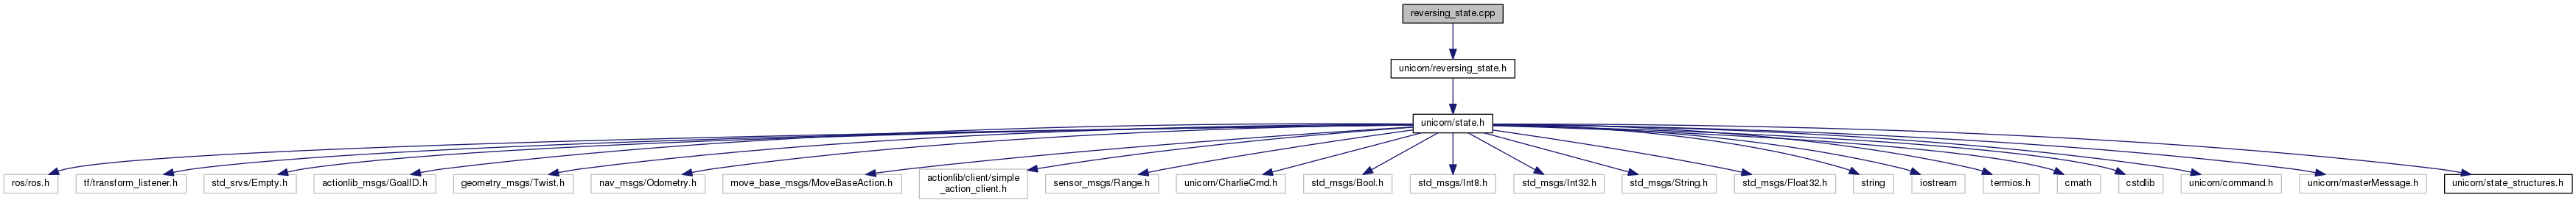 reversing_state.cpp
unicorn/reversing_state.h
unicorn/state.h
ros/ros.h
tf/transform_listener.h
std_srvs/Empty.h
actionlib_msgs/GoalID.h
geometry_msgs/Twist.h
nav_msgs/Odometry.h
move_base_msgs/MoveBaseAction.h
actionlib/client/simple
_action_client.h
sensor_msgs/Range.h
unicorn/CharlieCmd.h
std_msgs/Bool.h
std_msgs/Int8.h
std_msgs/Int32.h
std_msgs/String.h
std_msgs/Float32.h
string
iostream
termios.h
cmath
cstdlib
unicorn/command.h
unicorn/masterMessage.h
unicorn/state_structures.h